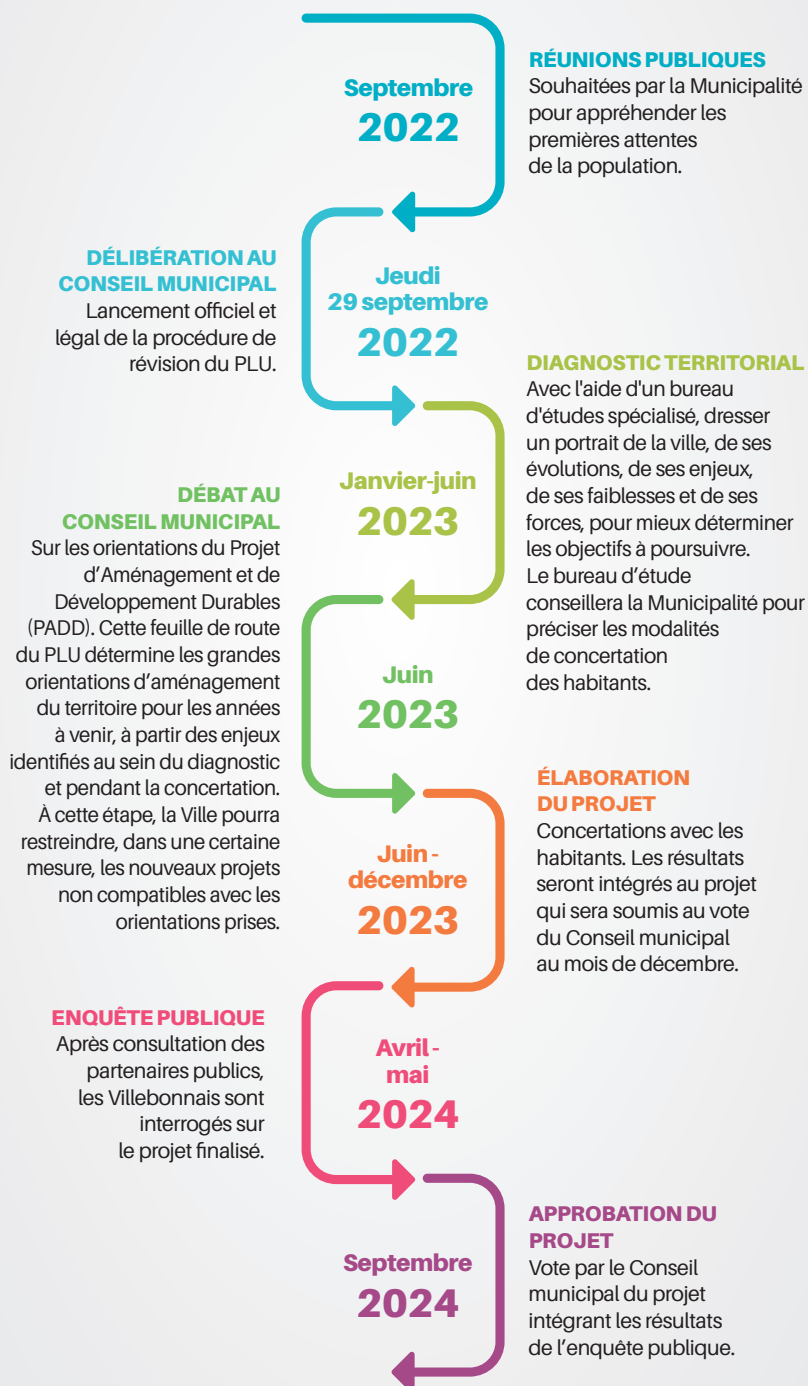 Septembre
2022
RÉUNIONS PUBLIQUES
Souhaitées par la Municipalité
pour appréhender les
premières attentes
de la population.
DÉLIBÉRATION AU
CONSEIL MUNICIPAL
Lancement officiel et
légal de la procédure de
révision du PLU.
Jeudi
29 septembre
2022
DIAGNOSTIC TERRITORIAL
Avec l'aide d'un bureau
d'études spécialisé, dresser
un portrait de la ville, de ses
évolutions, de ses enjeux,
de ses faiblesses et de ses
forces, pour mieux déterminer
les objectifs à poursuivre.
Le bureau d’étude
conseillera la Municipalité pour
préciser les modalités
de concertation
des habitants.
Janvier-juin
2023
DÉBAT AU
CONSEIL MUNICIPAL
Sur les orientations du Projet
d’Aménagement et de
Développement Durables
(PADD). Cette feuille de route
du PLU détermine les grandes
orientations d’aménagement
du territoire pour les années
à venir, à partir des enjeux
identifiés au sein du diagnostic
et pendant la concertation.
À cette étape, la Ville pourra
restreindre, dans une certaine
mesure, les nouveaux projets
non compatibles avec les
orientations prises.
Juin
2023
ÉLABORATION
DU PROJET
Concertations avec les
habitants. Les résultats
seront intégrés au projet
qui sera soumis au vote
du Conseil municipal
au mois de décembre.
Juin -
décembre
2023
ENQUÊTE PUBLIQUE
Après consultation des
partenaires publics,
les Villebonnais sont
interrogés sur
le projet finalisé.
Avril -
mai
2024
APPROBATION DU
PROJET
Vote par le Conseil
municipal du projet
intégrant les résultats
de l’enquête publique.
Septembre
2024